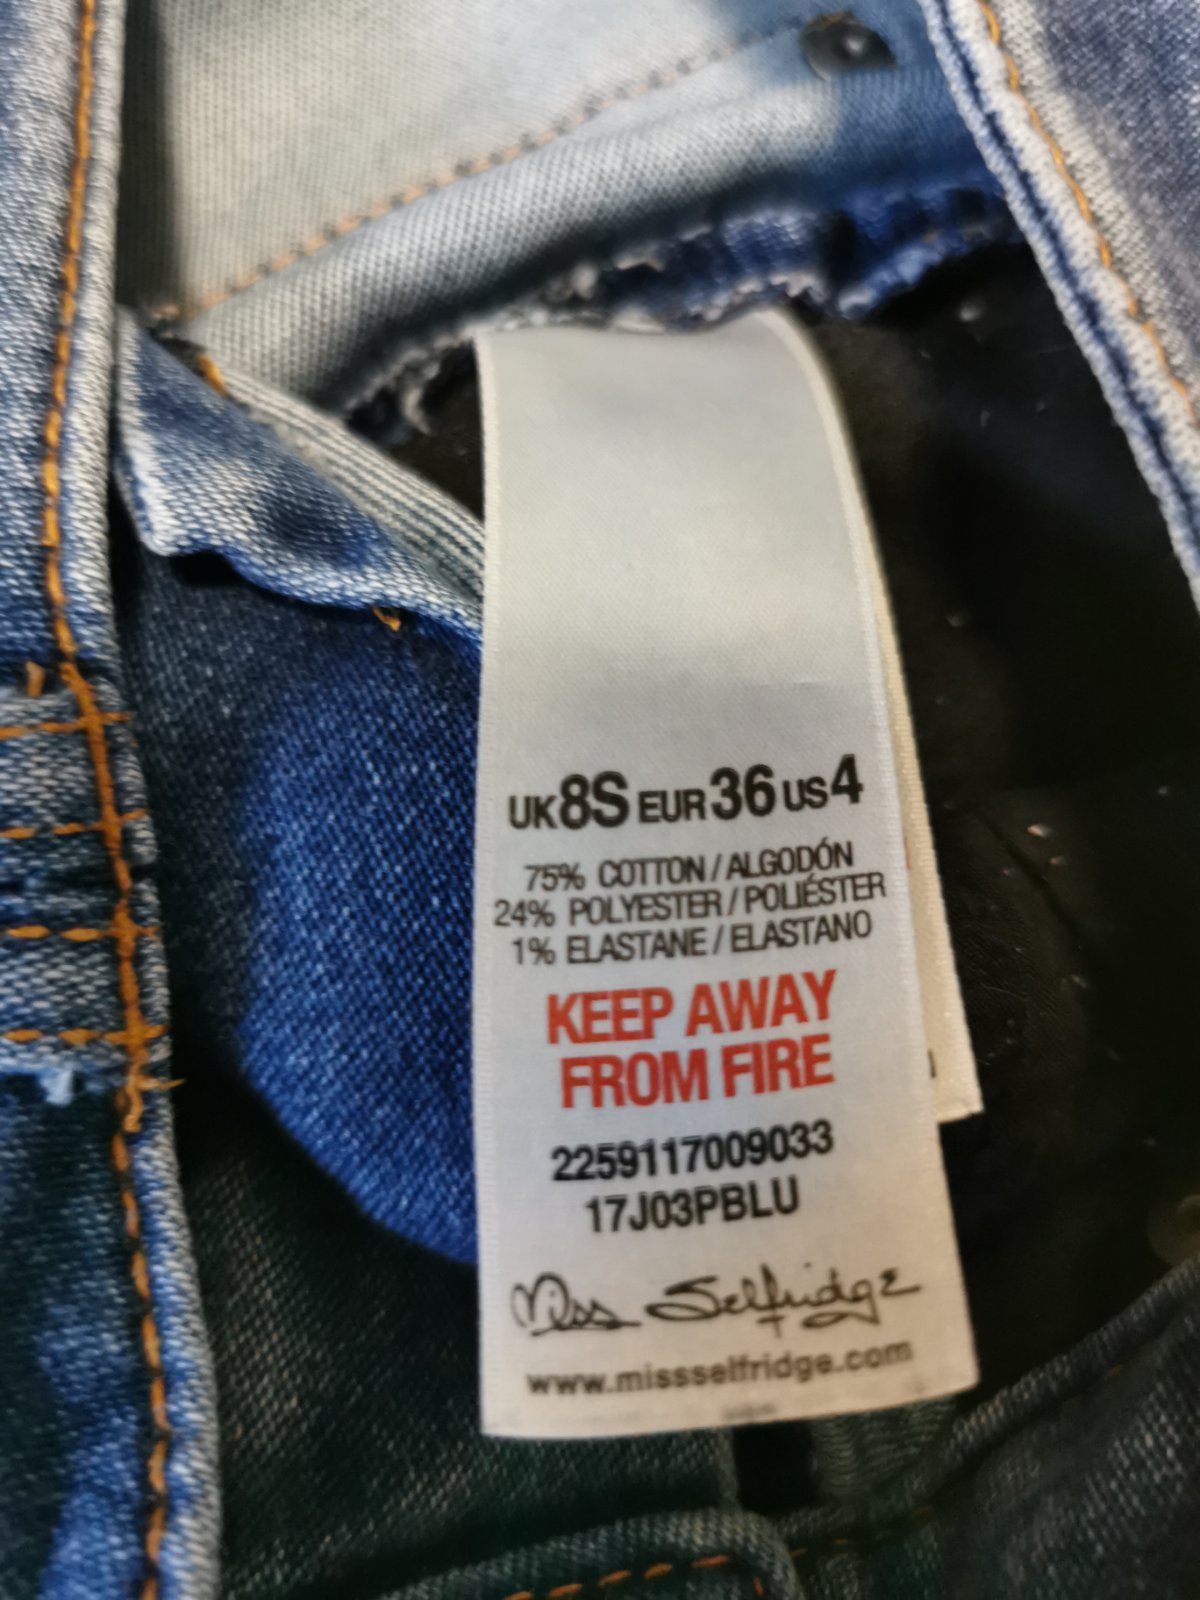 UK8S EUR36 US4
75% COTTON / ALGODÓN
24% POLYESTER / POLIÉSTER
1% ELASTANE / ELASTANO
KEEP AWAY
FROM FIRE
2259117009033
17J03PBLU
Miss Selfridge
www.missselfridge.com